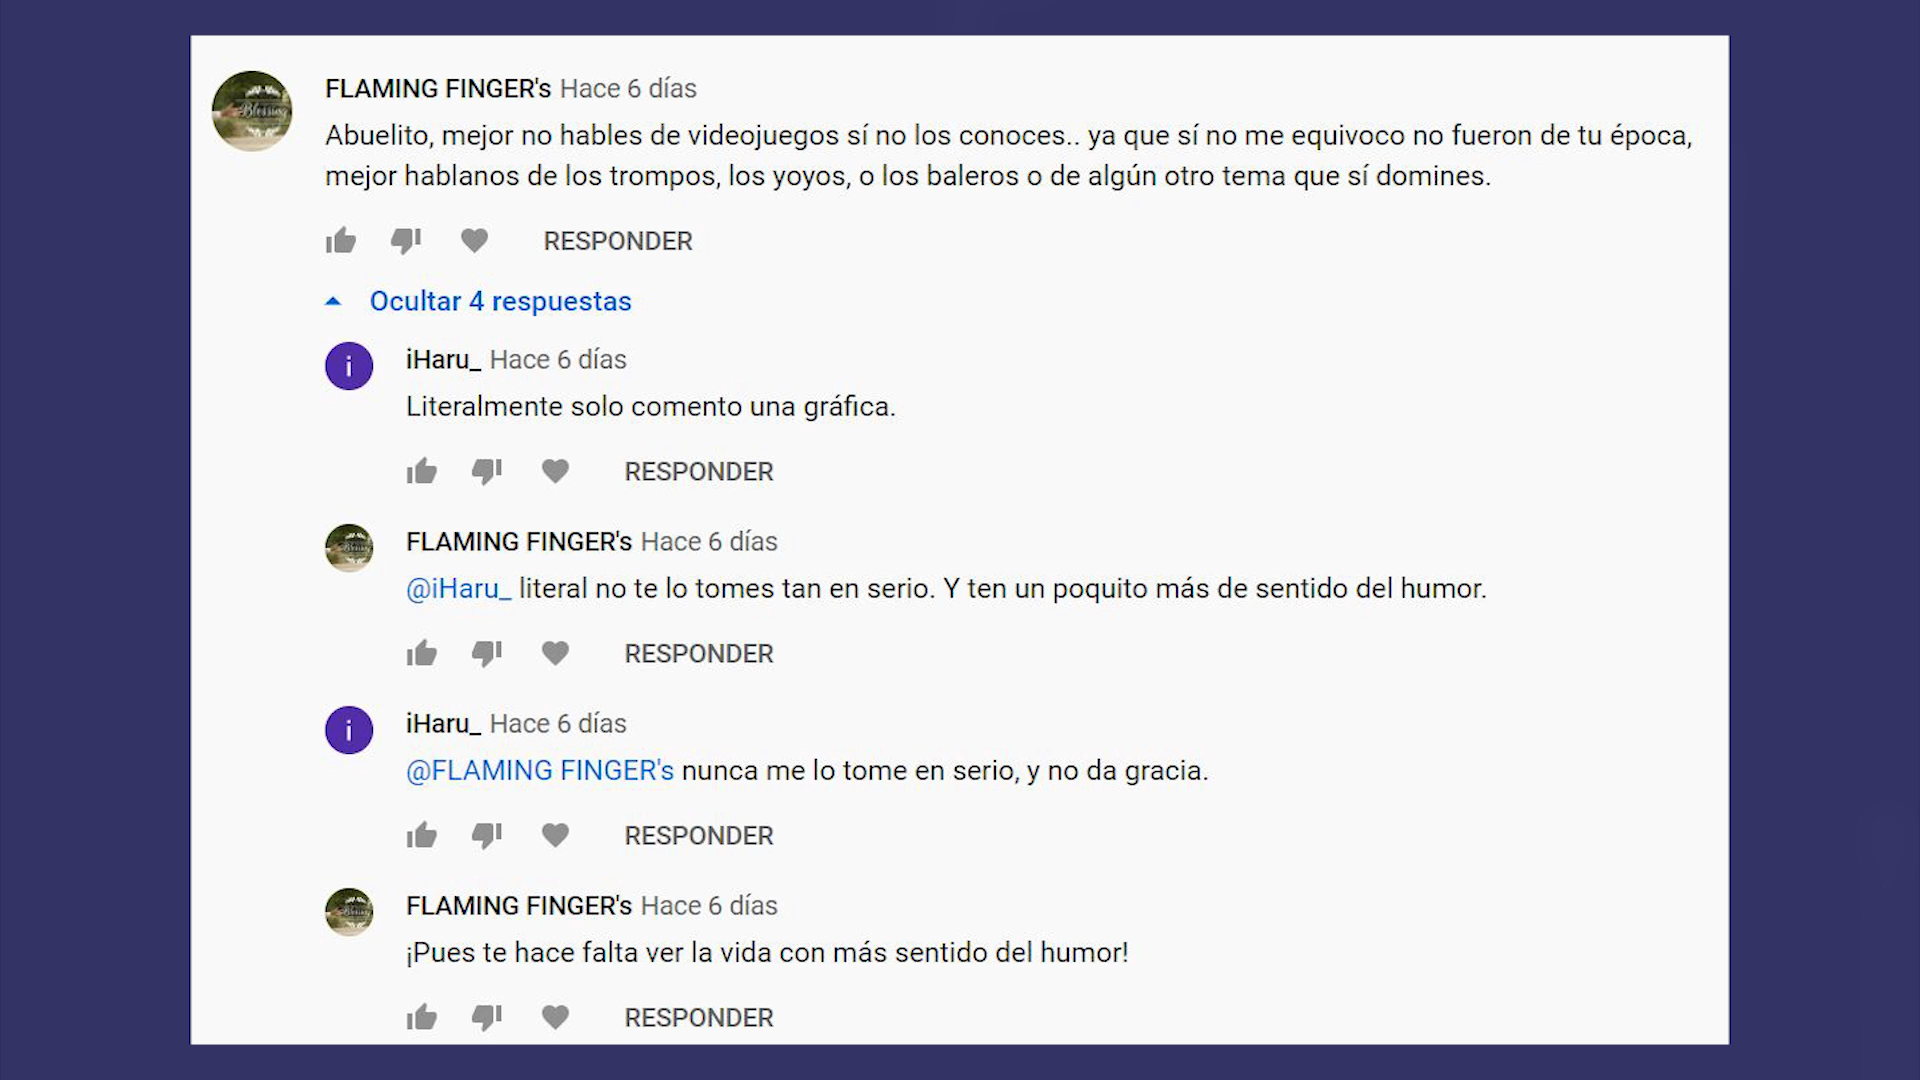 FLAMING FINGER's Hace 6 días
Abuelito, mejor no hables de videojuegos sí no los conoces.. ya que sí no me equivoco no fueron de tu época,
mejor hablanos de los trompos, los yoyos, o los baleros o de algún otro tema que sí domines.
RESPONDER
Ocultar 4 respuestas
i
iHaru_ Hace 6 días
Literalmente solo comento una gráfica.
RESPONDER
FLAMING FINGER's Hace 6 días
@iHaru_ literal no te lo tomes tan en serio. Y ten un poquito más de sentido del humor.
RESPONDER
i
iHaru_ Hace 6 días
@FLAMING FINGER's nunca me lo tome en serio, y no da gracia.
RESPONDER
FLAMING FINGER's Hace 6 días
¡Pues te hace falta ver la vida con más sentido del humor!
RESPONDER